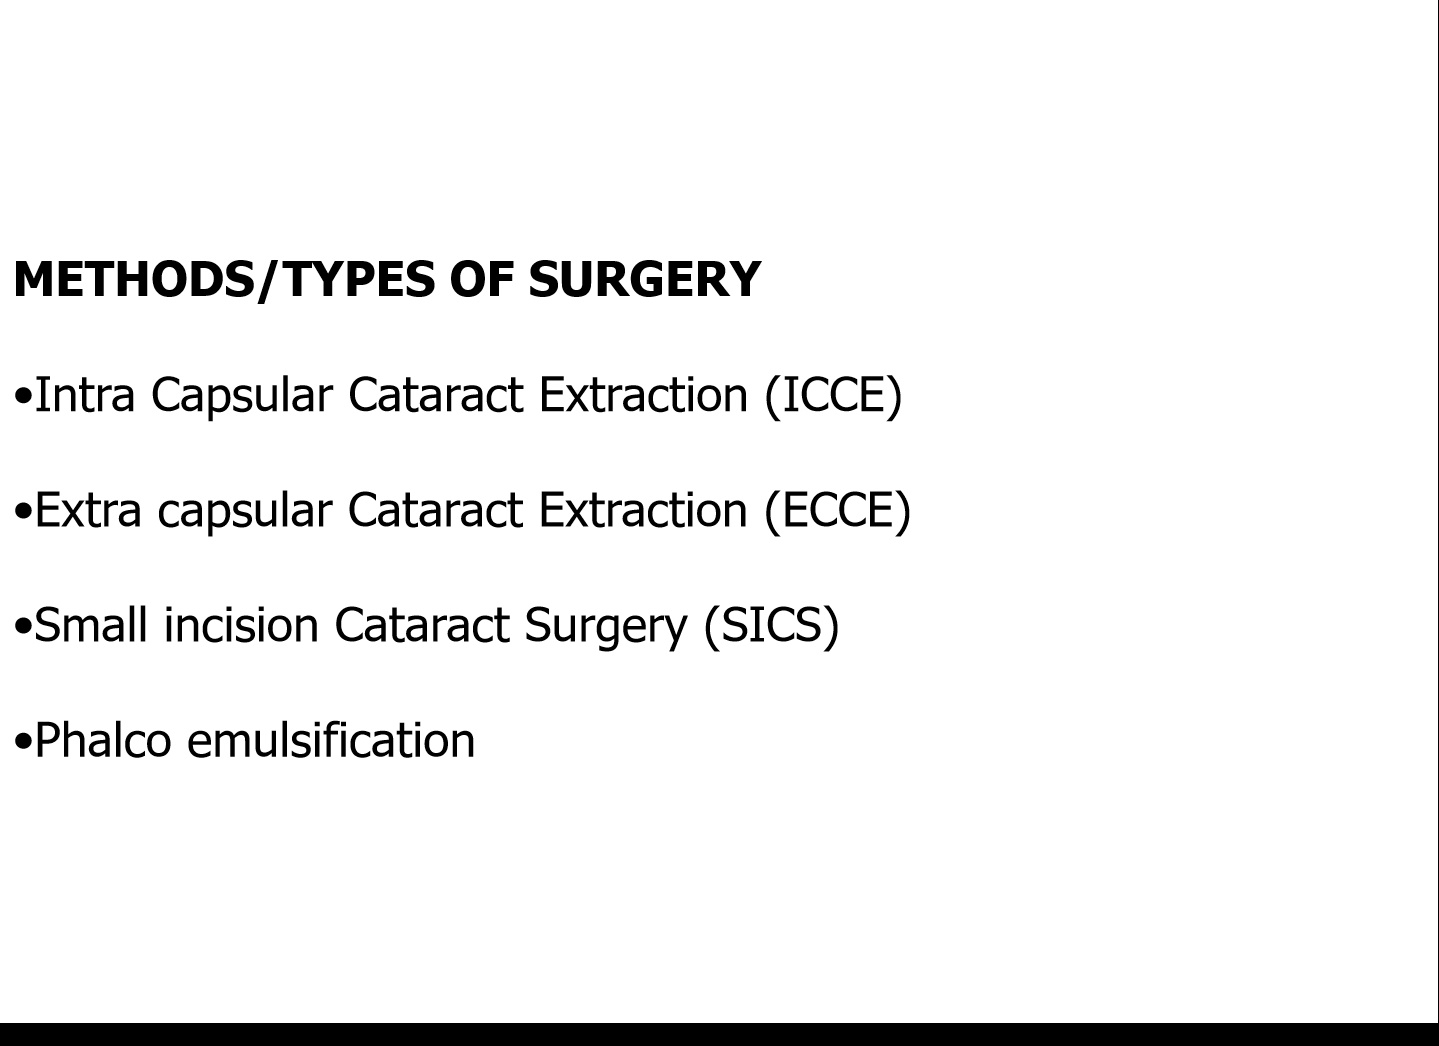 METHODS/TYPES OF SURGERY
•Intra Capsular Cataract Extraction (ICCE)
•Extra capsular Cataract Extraction (ECCE)
•Small incision Cataract Surgery (SICS)
•Phalco emulsification